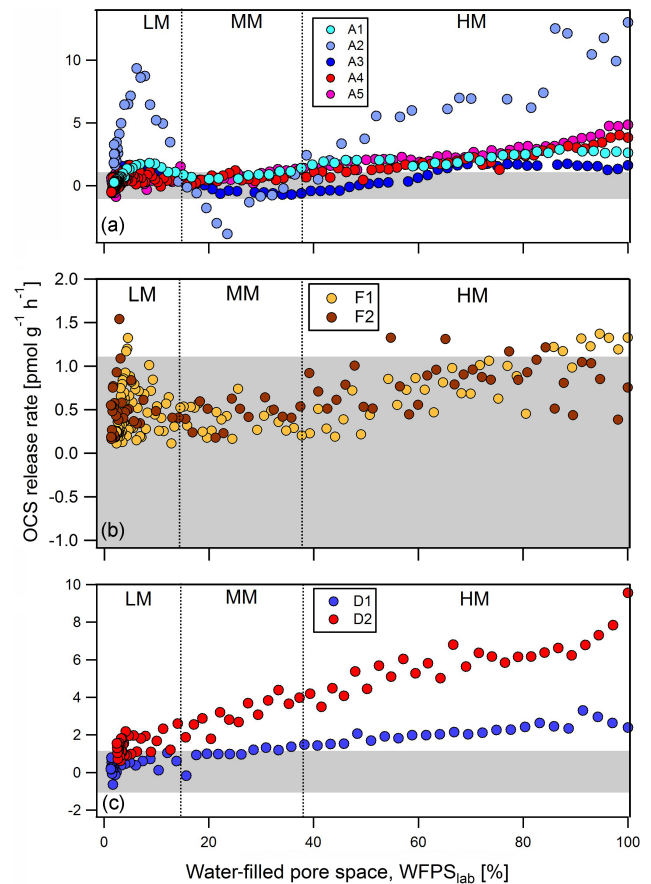 LM MM HM
A1
A2
A3
A4
A5
10
5
0
(a)
OCS release rate [pmol g⁻¹ h⁻¹]
LM MM HM
F1
F2
2.0
1.5
1.0
0.5
0.0
-0.5
-1.0
(b)
LM MM HM
D1
D2
10
8
6
4
2
0
-2
(c)
0 20 40 60 80 100
Water-filled pore space, WFPSlab [%]